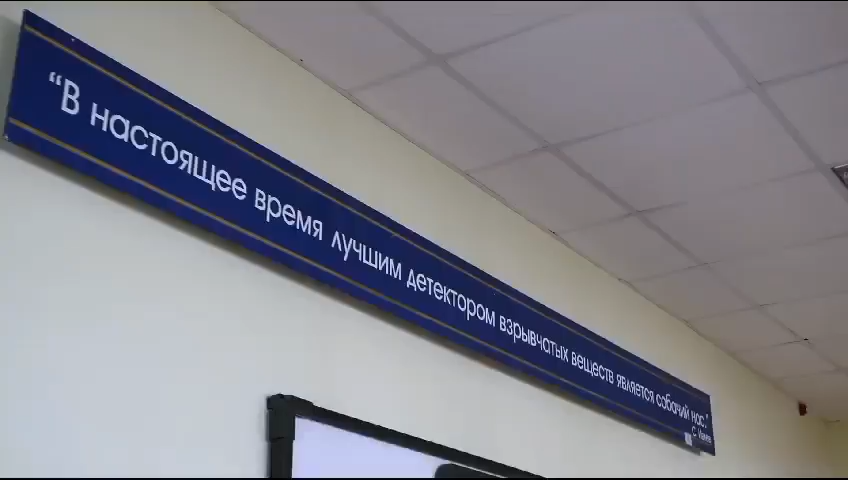 “В настоящее время лучшим детектором взрывчатых веществ является собачий нос.”